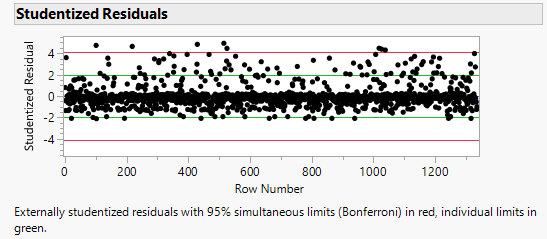 Studentized Residuals
Studentized Residual
4
2
0
-2
-4
0 200 400 600 800 1000 1200
Row Number
Externally studentized residuals with 95% simultaneous limits (Bonferroni) in red, individual limits in
green.